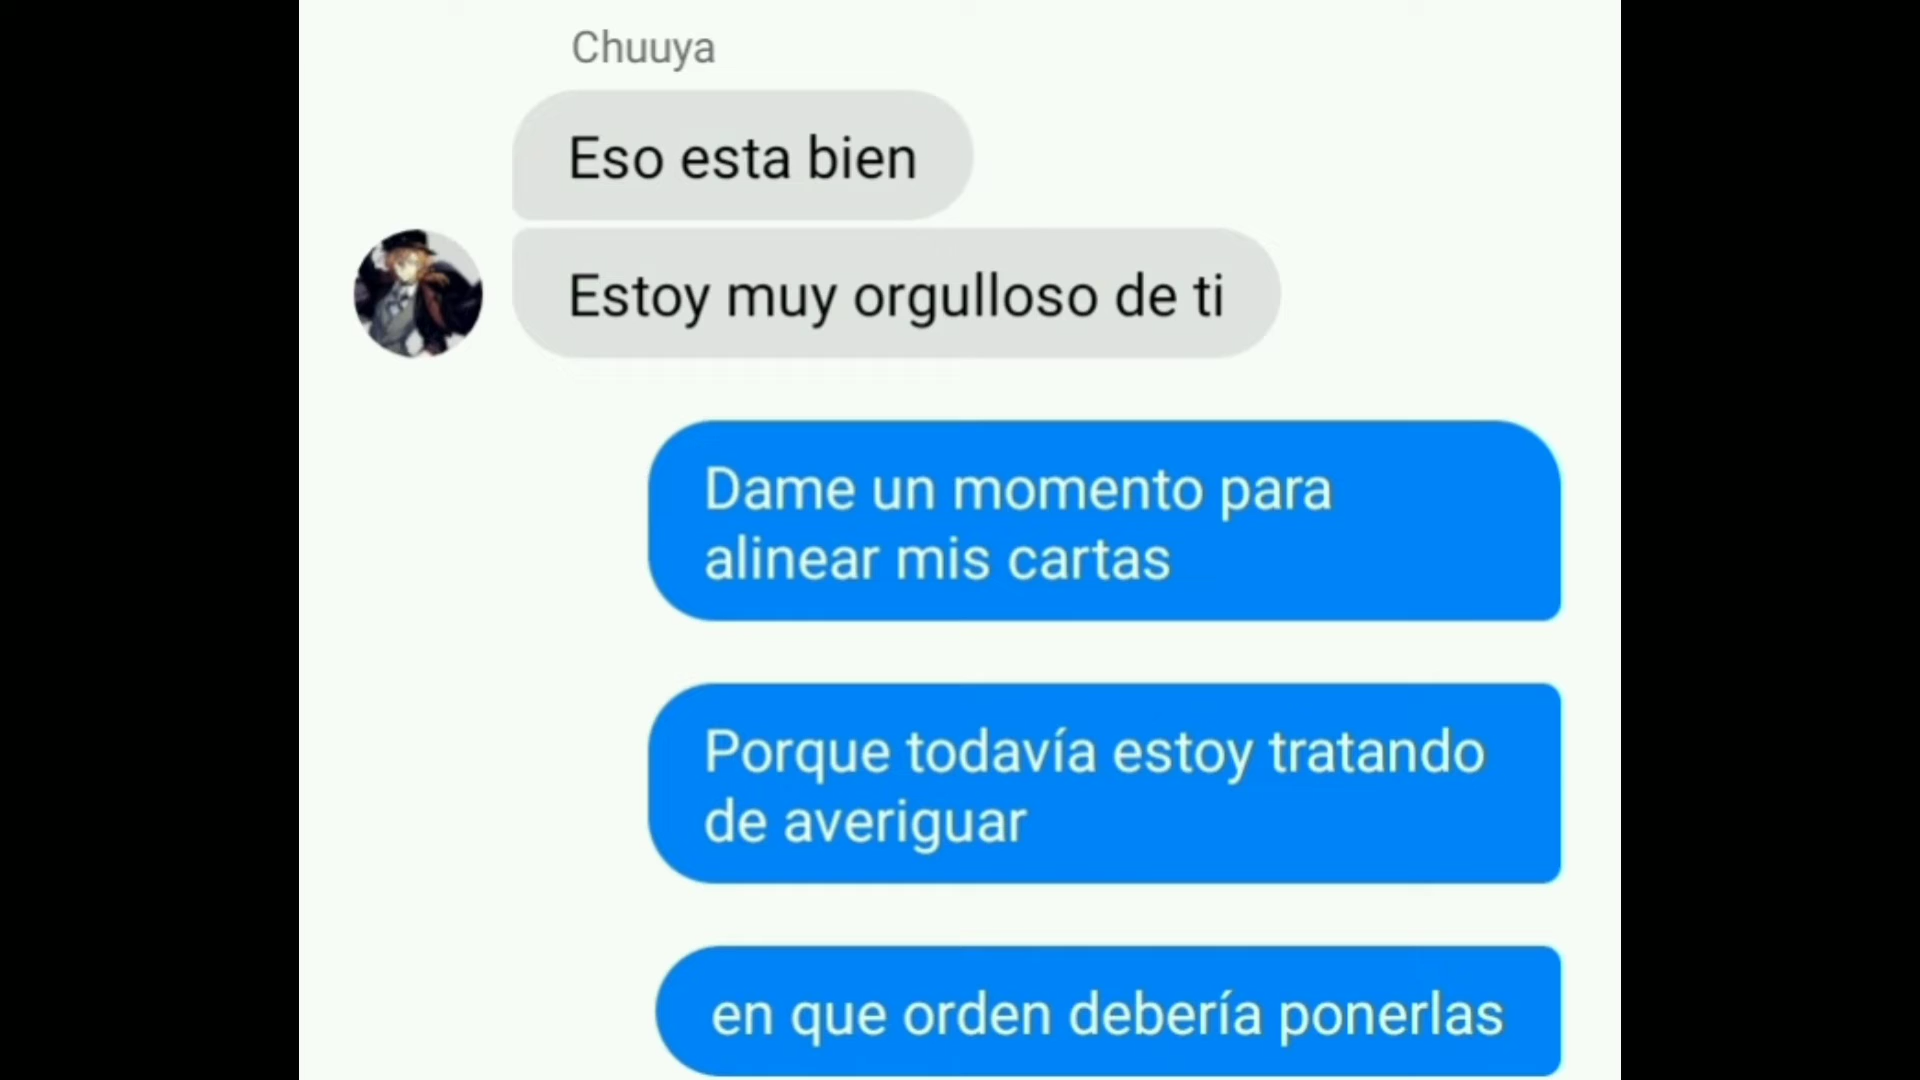 Chuuya
Eso esta bien
Estoy muy orgulloso de ti
Dame un momento para
alinear mis cartas
Porque todavía estoy tratando
de averiguar
en que orden debería ponerlas